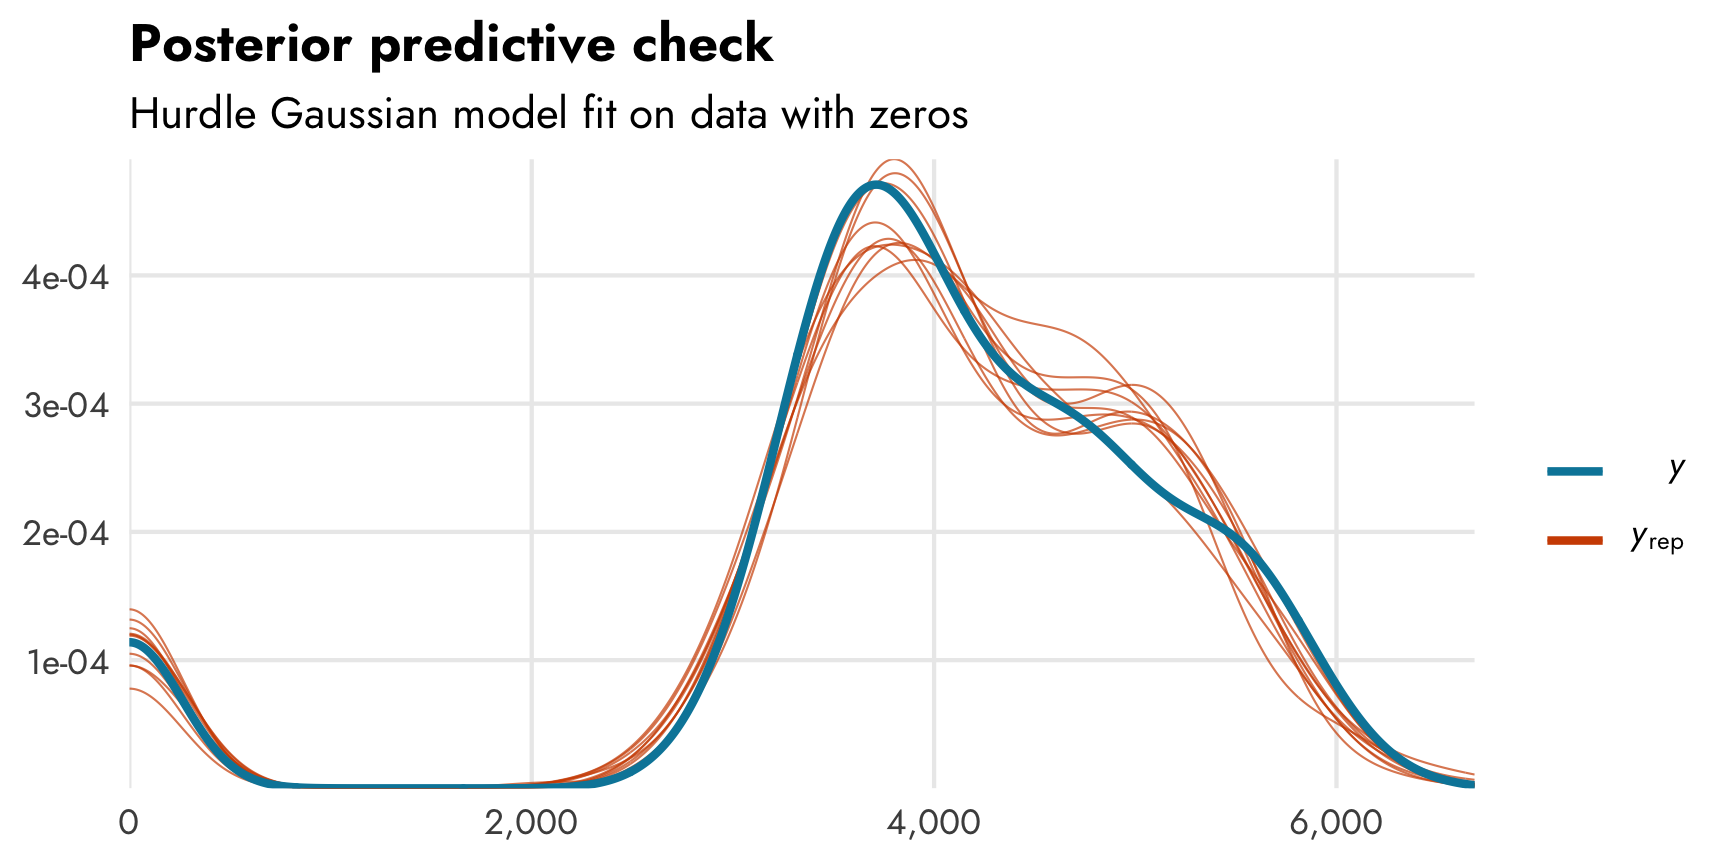 Posterior predictive check
Hurdle Gaussian model fit on data with zeros
4e-04
3e-04
2e-04
1e-04
0
2,000
4,000
6,000
y
yrep